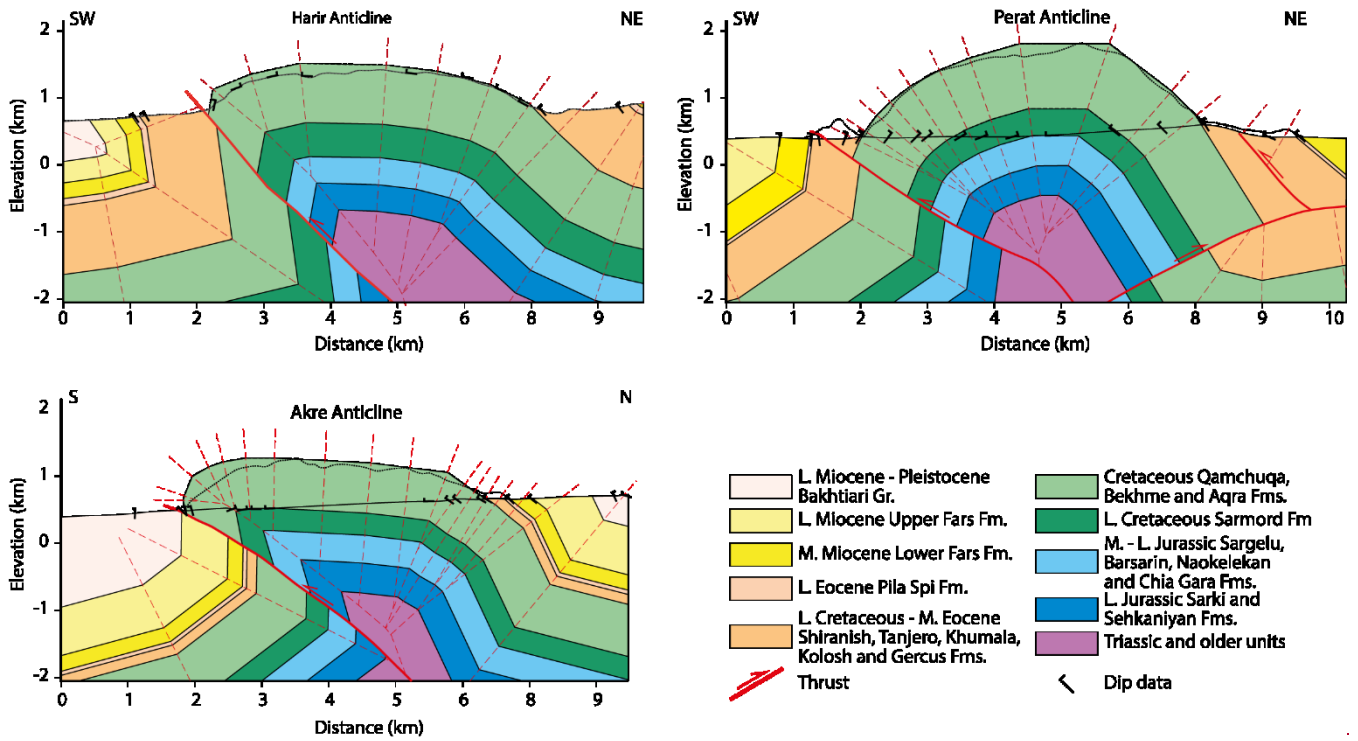 SW
Harir Anticline
NE
2
1
0
-1
-2
Elevation (km)
0 1 2 3 4 5 6 7 8 9
Distance (km)
SW
Perat Anticline
NE
2
1
0
-1
-2
Elevation (km)
0 1 2 3 4 5 6 7 8 9 10
Distance (km)
S
Akre Anticline
N
2
1
0
-1
-2
Elevation (km)
0 1 2 3 4 5 6 7 8 9
Distance (km)
L. Miocene - Pleistocene
Bakhtiari Gr.
L. Miocene Upper Fars Fm.
M. Miocene Lower Fars Fm.
L. Eocene Pila Spi Fm.
L. Cretaceous - M. Eocene
Shiranish, Tanjero, Khumala,
Kolosh and Gercus Fms.
Thrust
Cretaceous Qamchuqa,
Bekhme and Aqra Fms.
L. Cretaceous Sarmord Fm
M. - L. Jurassic Sargelu,
Barsarin, Naokelekan
and Chia Gara Fms.
L. Jurassic Sarki and
Sehkaniyan Fms.
Triassic and older units
Dip data